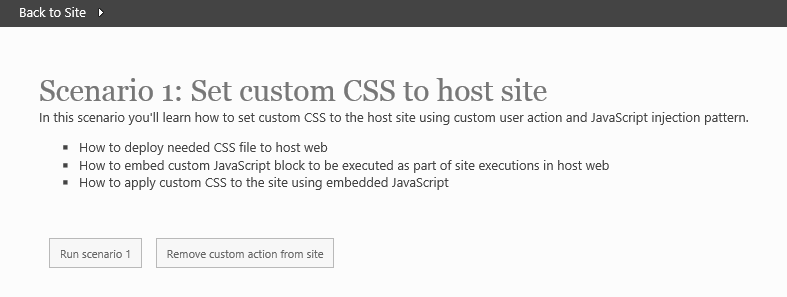 Back to Site
Scenario 1: Set custom CSS to host site
In this scenario you'll learn how to set custom CSS to the host site using custom user action and JavaScript injection pattern.
How to deploy needed CSS file to host web
How to embed custom JavaScript block to be executed as part of site executions in host web
How to apply custom CSS to the site using embedded JavaScript
Run scenario 1
Remove custom action from site